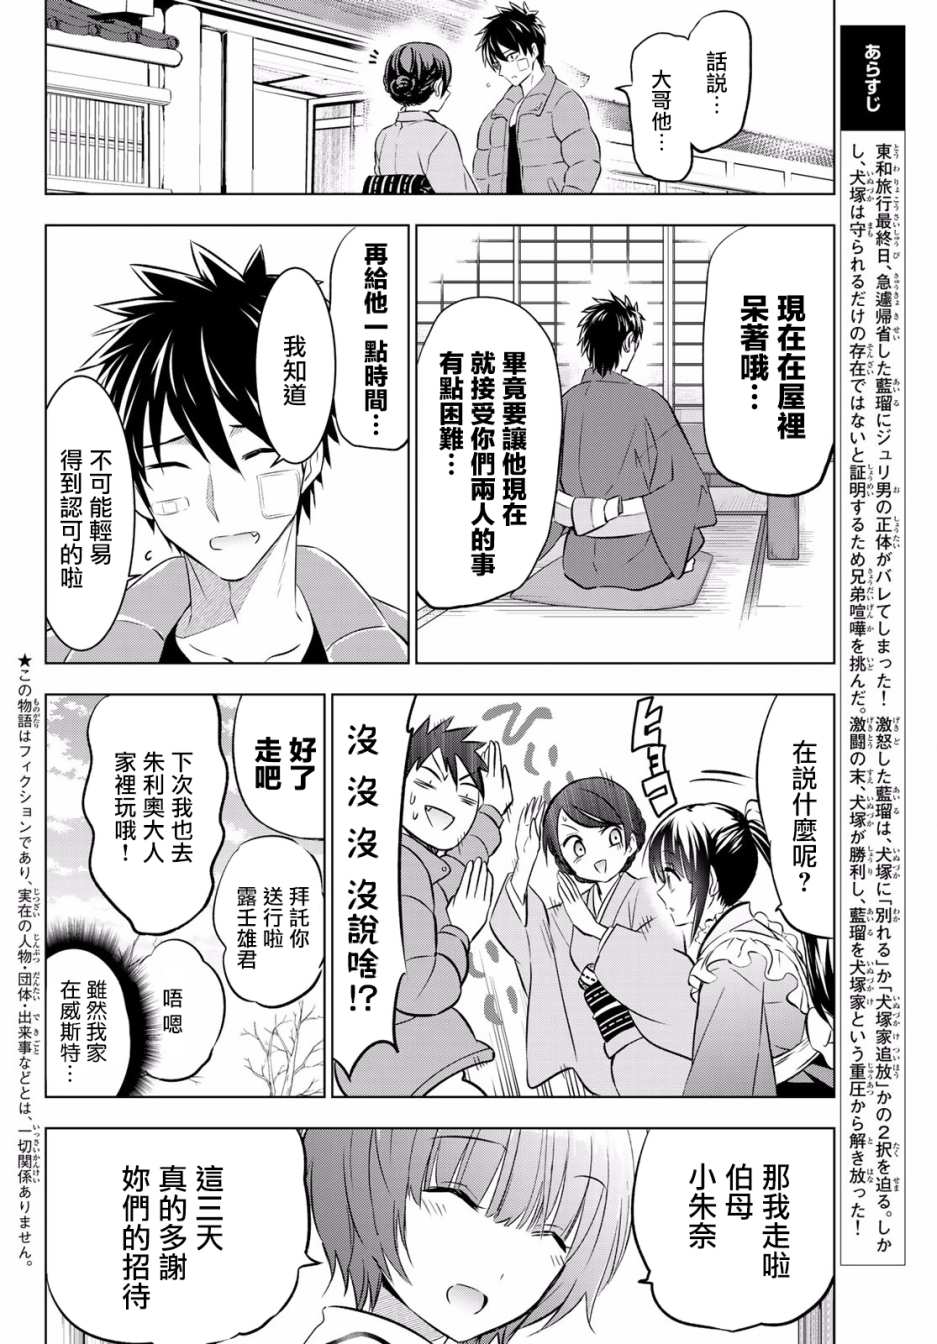 あらすじ
東和旅行最終日、急遽帰省した藍瑠にジュリ男の正体がバレてしまった！ 激怒した藍瑠は、犬塚に「別れる」か「犬塚家追放」かの２択を迫る。しか
し、犬塚は守られるだけの存在ではないと証明するため兄弟喧嘩を挑んだ。激闘の末、犬塚が勝利し、藍瑠を犬塚家という重圧から解き放った！
話説…
大哥他…
現在在屋裡
呆著哦…
畢竟要讓他現在
就接受你們兩人的事
有點困難…
再給他一點時間…
我知道
不可能輕易
得到認可的啦
在說什麼呢?
沒沒沒沒說啥!?
好了
走吧
拜託你
送行啦
露壬雄君
下次我也去
朱利奧大人
家裡玩哦!
唔嗯
雖然我家
在威斯特…
那我走啦
伯母
小朱奈
這三天
真的多謝
妳們的招待
★この物語はフィクションであり、実在の人物・団体・出来事などとは、一切関係ありません。